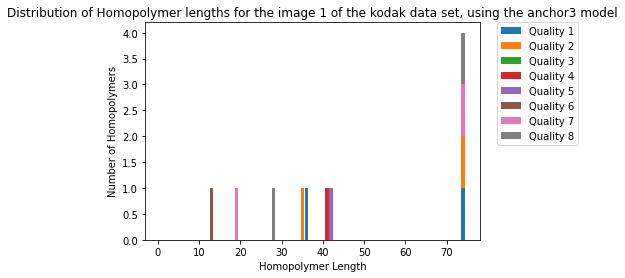 Distribution of Homopolymer lengths for the image 1 of the kodak data set, using the anchor3 model
4.0
3.5
3.0
2.5
2.0
1.5
1.0
0.5
0.0
Number of Homopolymers
0 10 20 30 40 50 60 70
Homopolymer Length
Quality 1
Quality 2
Quality 3
Quality 4
Quality 5
Quality 6
Quality 7
Quality 8